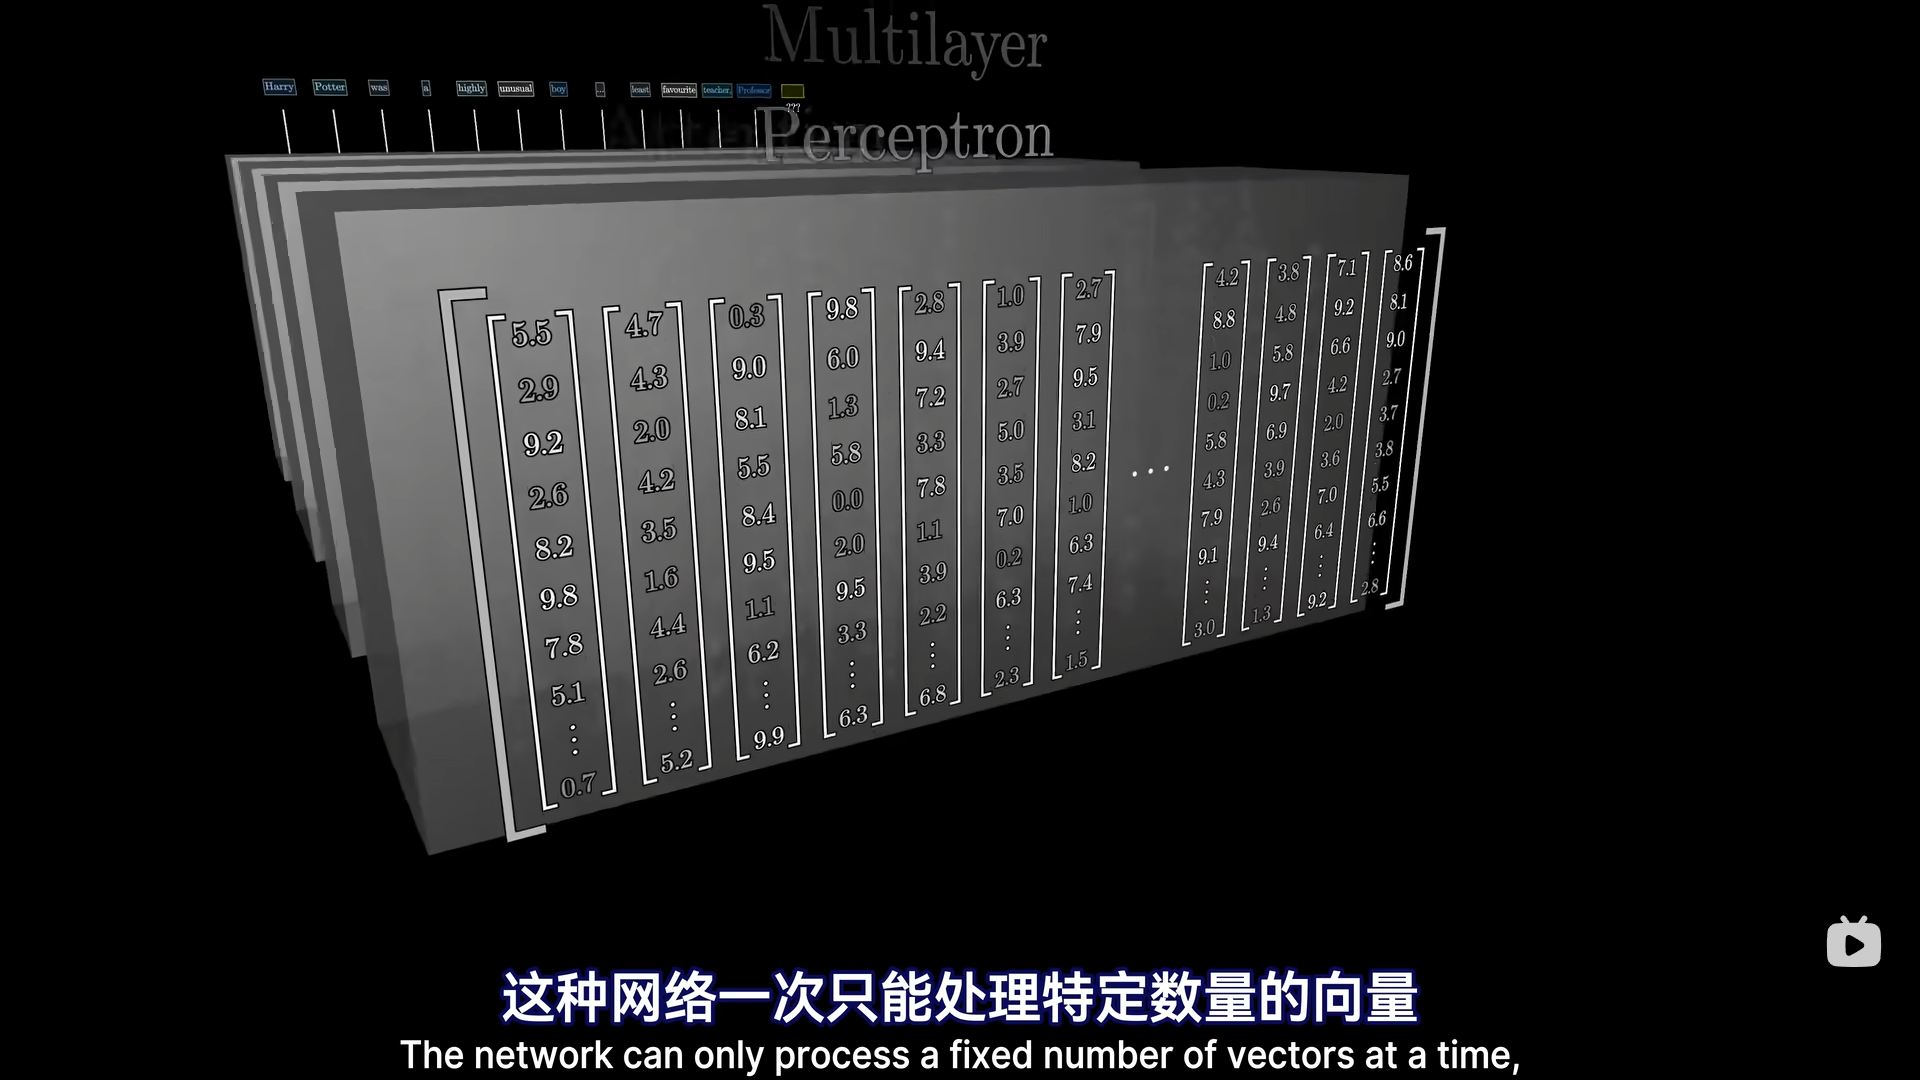 Multilayer
Harry Potter was a highly unusual boy ... least favourite teacher, Professor
???
Perceptron
5.5 4.7 0.3 9.8 2.8 1.0 2.7 4.2 3.8 7.1 8.6
2.9 4.3 9.0 6.0 9.4 3.9 7.9 8.8 4.8 9.2 8.1
9.2 2.0 8.1 1.3 7.2 2.7 9.5 1.0 5.8 6.6 9.0
2.6 4.2 5.5 5.8 3.3 5.0 3.1 0.2 9.7 4.2 2.7
8.2 3.5 8.4 0.0 7.8 3.5 8.2 ... 5.8 6.9 2.0 3.7
9.8 1.6 9.5 2.0 1.1 7.0 1.0 4.3 3.9 3.6 3.8
7.8 4.4 1.1 9.5 3.9 0.2 6.3 7.9 2.6 7.0 5.5
5.1 2.6 6.2 3.3 2.2 6.3 7.4 9.1 9.4 6.4 6.6
⋮ ⋮ ⋮ ⋮ ⋮ ⋮ ⋮ ⋮ ⋮ ⋮ ⋮
0.7 5.2 9.9 6.3 6.8 2.3 1.5 3.0 1.3 9.2 2.8
这种网络一次只能处理特定数量的向量
The network can only process a fixed number of vectors at a time,